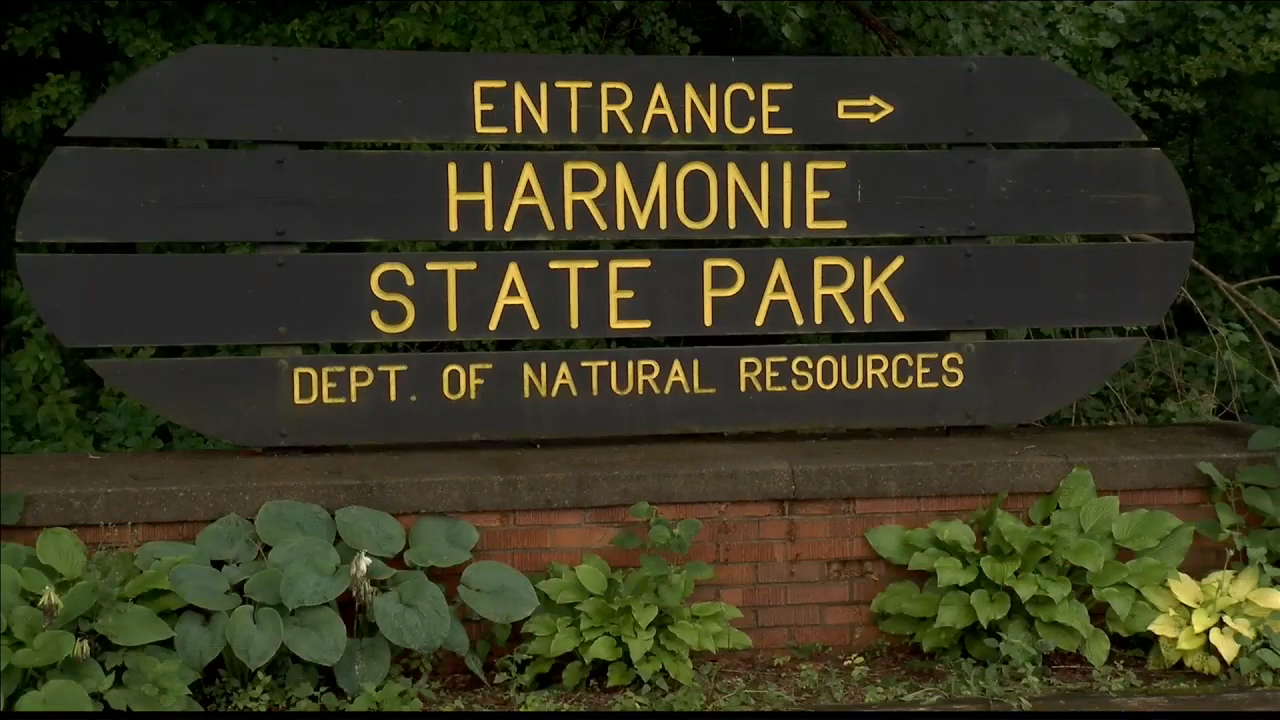 ENTRANCE ⇨
HARMONIE
STATE PARK
DEPT. OF NATURAL RESOURCES